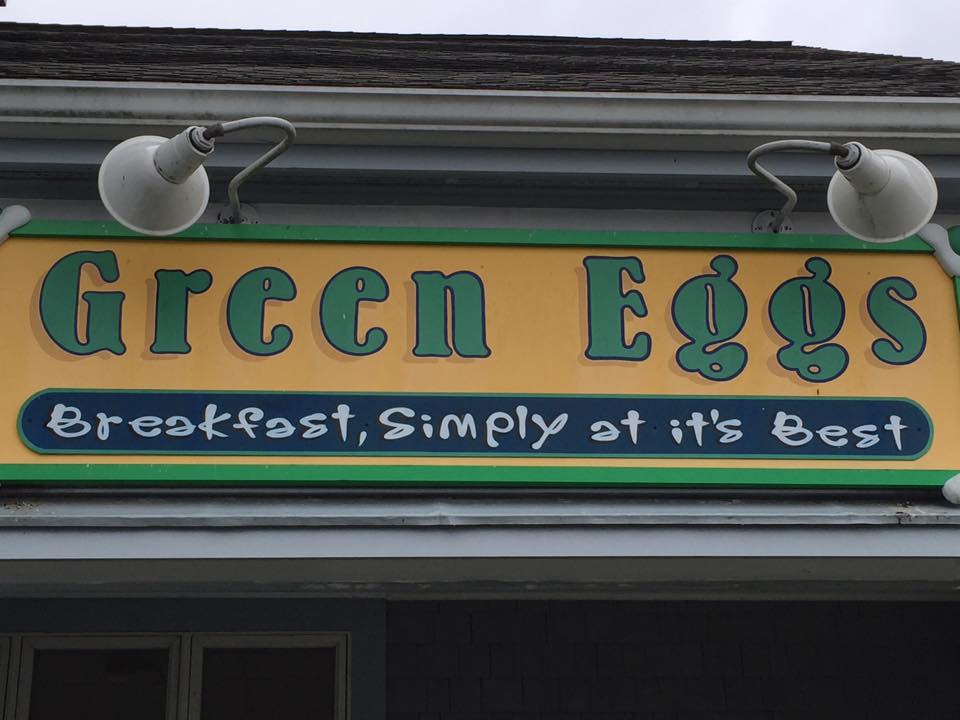 Green Eggs
Breakfast, Simply at it's Best